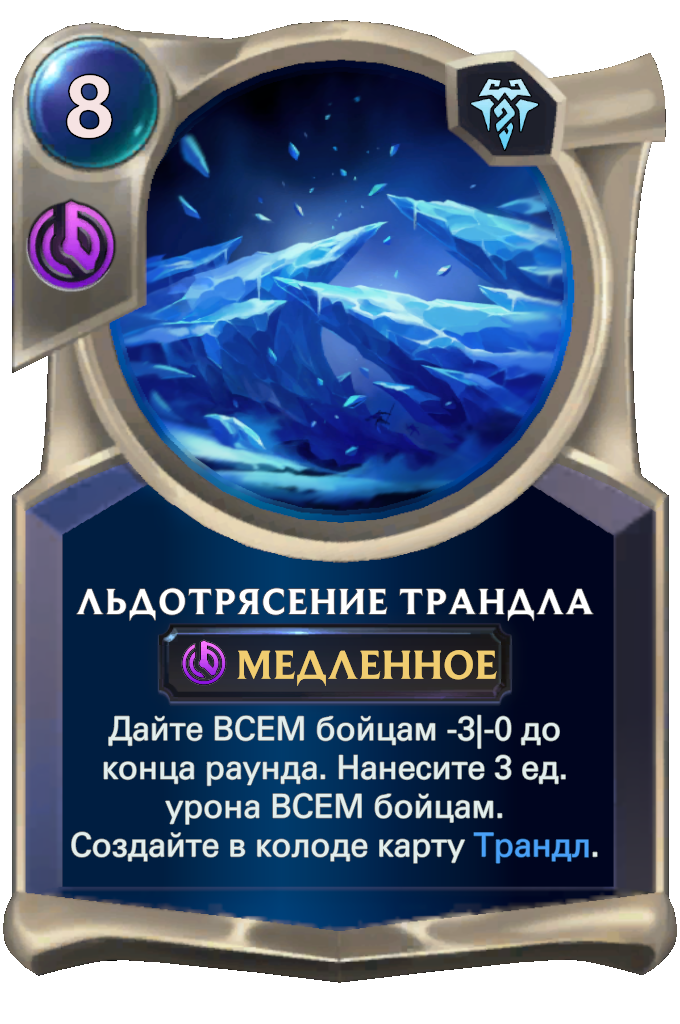 8
ЛЬДОТРЯСЕНИЕ ТРАНДЛА
МЕДЛЕННОЕ
Дайте ВСЕМ бойцам -3|-0 до
конца раунда. Нанесите 3 ед.
урона ВСЕМ бойцам.
Создайте в колоде карту Трандл.